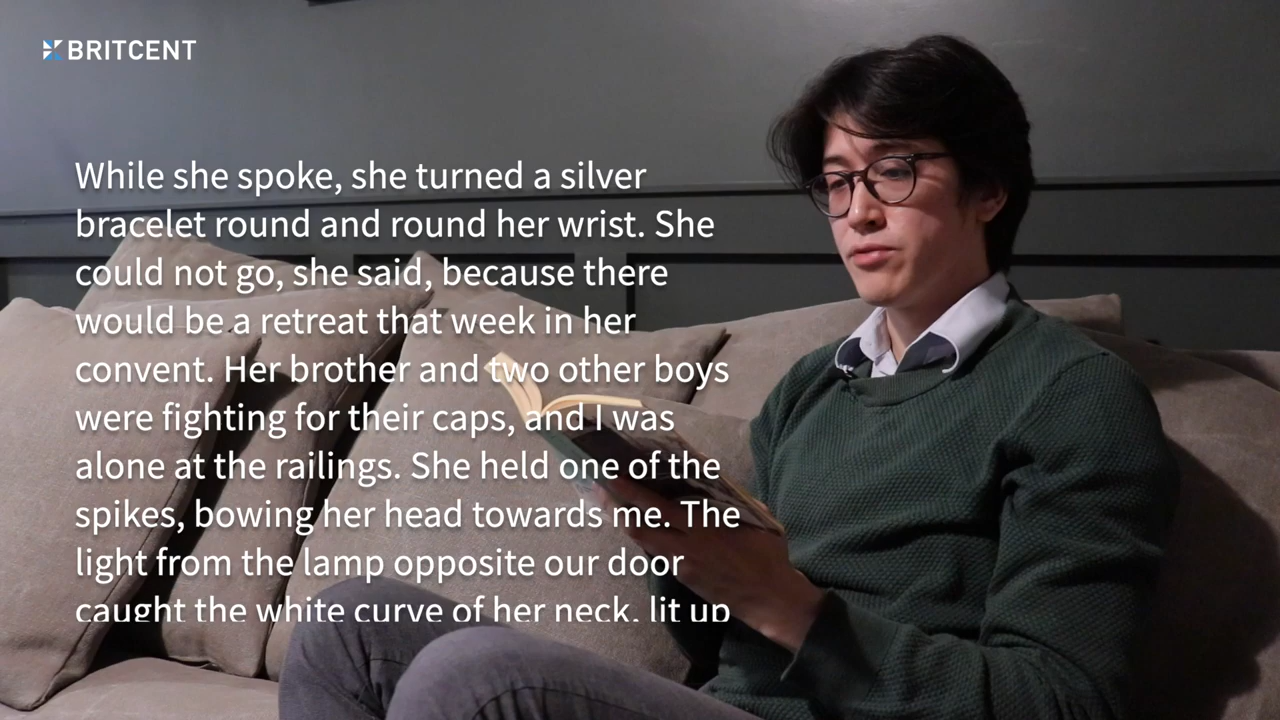 BRITCENT
While she spoke, she turned a silver
bracelet round and round her wrist. She
could not go, she said, because there
would be a retreat that week in her
convent. Her brother and two other boys
were fighting for their caps, and I was
alone at the railings. She held one of the
spikes, bowing her head towards me. The
light from the lamp opposite our door
caught the white curve of her neck, lit up